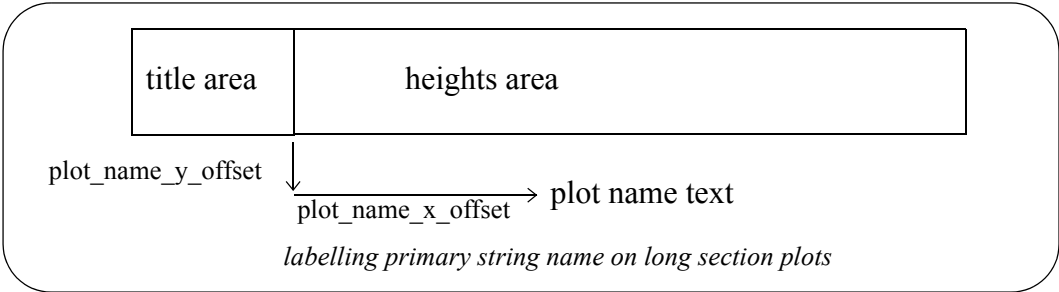 title area
heights area
plot_name_y_offset
plot name text
plot_name_x_offset
labelling primary string name on long section plots